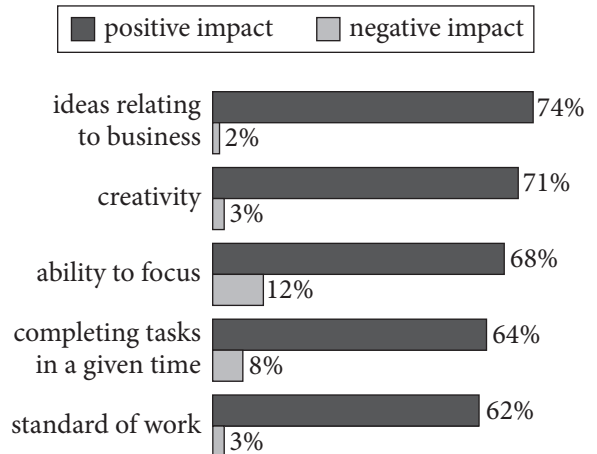 positive impact negative impact
ideas relating
to business
74%
2%
creativity
71%
3%
ability to focus
68%
12%
completing tasks
in a given time
64%
8%
standard of work
62%
3%